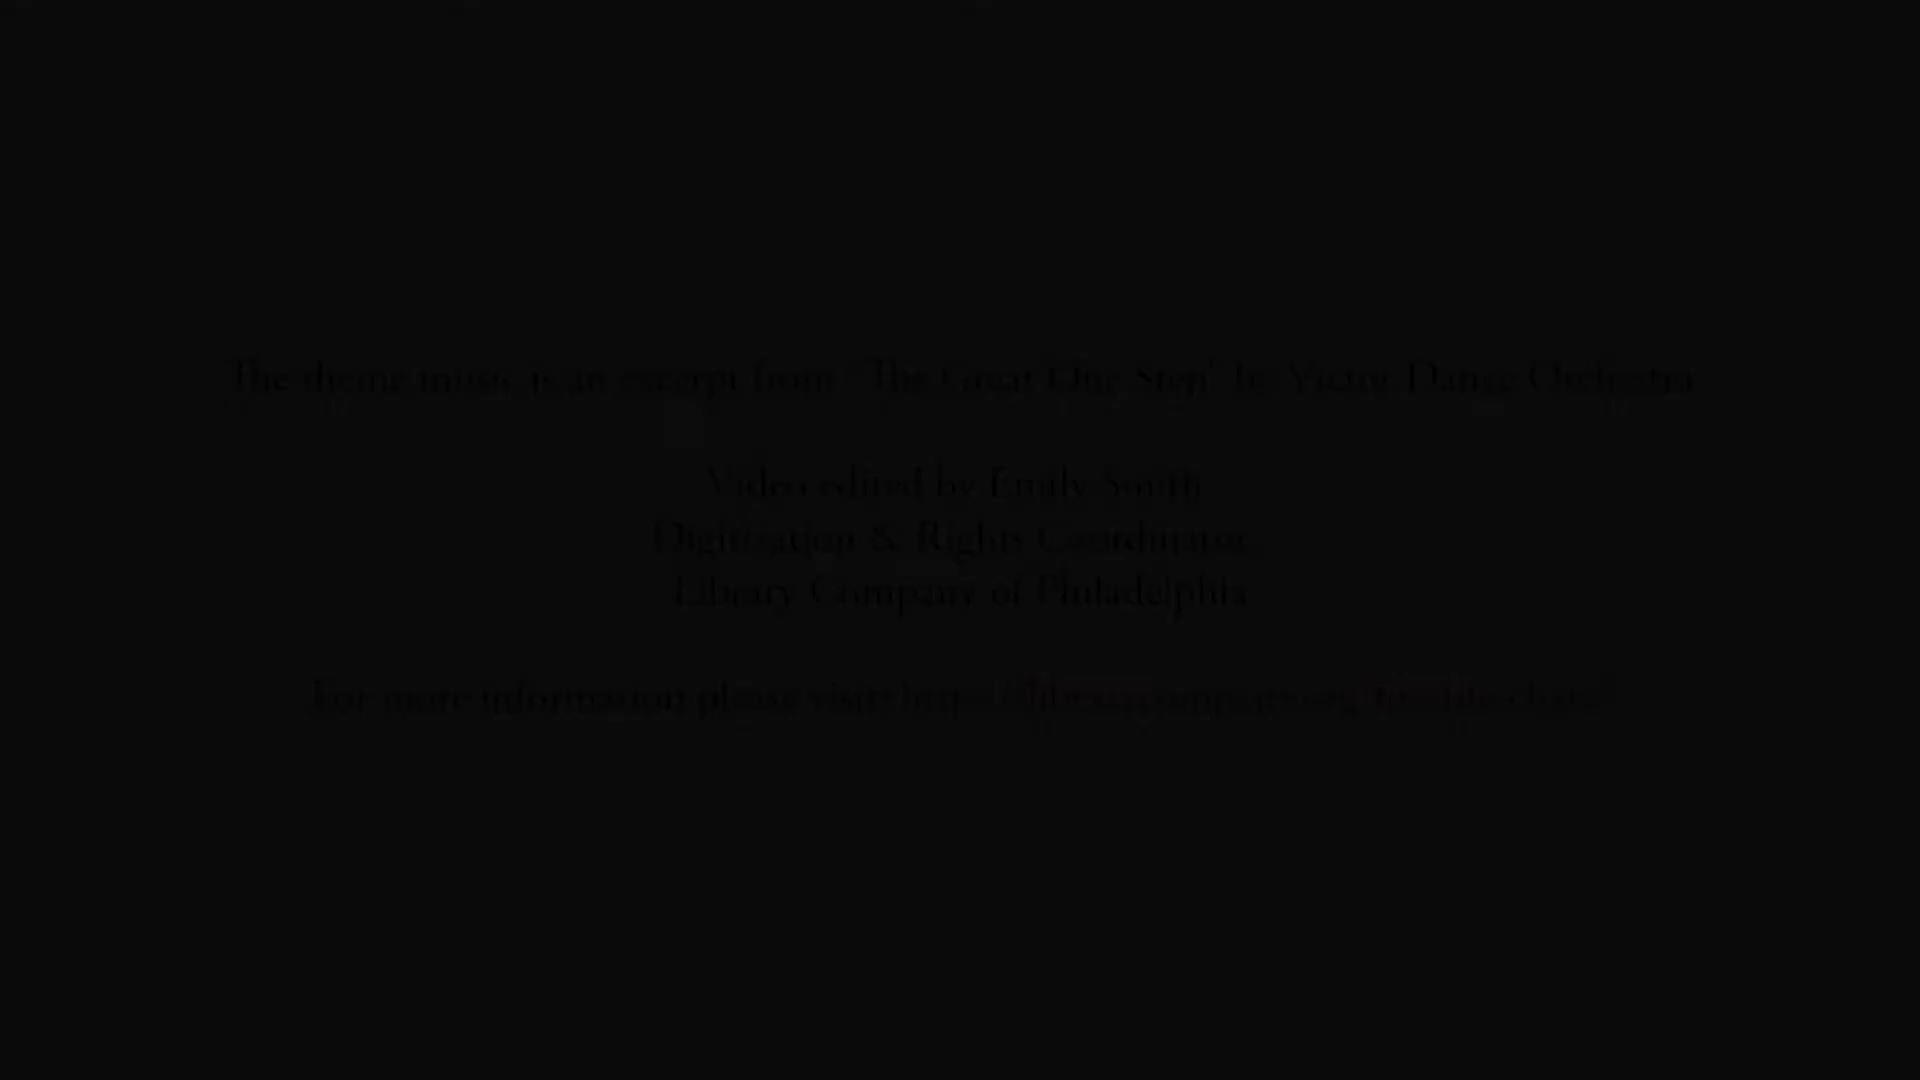 The theme music is an excerpt from "The Great One Step" by Victor Dance Orchestra
Video edited by Emily Smith
Digitization & Rights Coordinator
Library Company of Philadelphia
For more information please visit: